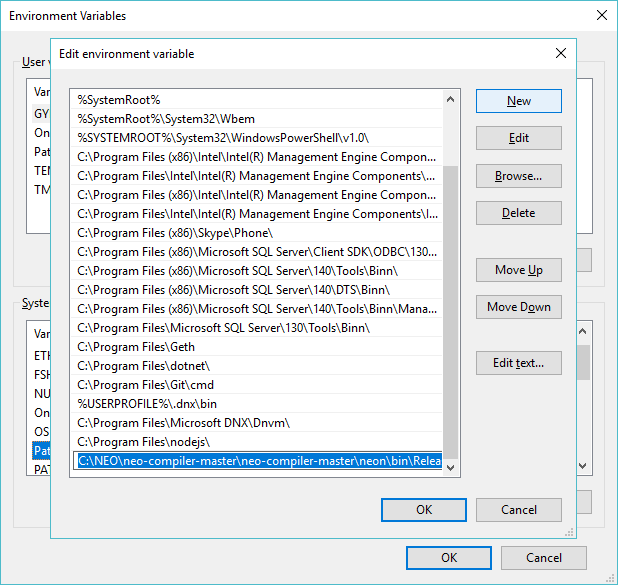 Environment Variables
Edit environment variable
User v
Var
GY
On
Pat
TEM
TM
%SystemRoot%
%SystemRoot%\System32\Wbem
%SYSTEMROOT%\System32\WindowsPowerShell\v1.0\
C:\Program Files (x86)\Intel\Intel(R) Management Engine Compon...
C:\Program Files\Intel\Intel(R) Management Engine Components\...
C:\Program Files (x86)\Intel\Intel(R) Management Engine Compon...
C:\Program Files\Intel\Intel(R) Management Engine Components\I...
C:\Program Files (x86)\Skype\Phone\
C:\Program Files (x86)\Microsoft SQL Server\Client SDK\ODBC\130...
C:\Program Files (x86)\Microsoft SQL Server\140\Tools\Binn\
C:\Program Files (x86)\Microsoft SQL Server\140\DTS\Binn\
C:\Program Files (x86)\Microsoft SQL Server\140\Tools\Binn\Mana...
C:\Program Files\Microsoft SQL Server\130\Tools\Binn\
C:\Program Files\Geth
C:\Program Files\dotnet\
C:\Program Files\Git\cmd
%USERPROFILE%\.dnx\bin
C:\Program Files\Microsoft DNX\Dnvm\
C:\Program Files\nodejs\
C:\NEO\neo-compiler-master\neo-compiler-master\neon\bin\Relea
New
Edit
Browse...
Delete
Move Up
Move Down
Edit text...
Syste
Var
ETH
FSH
NU
On
OS
Pat
PAT
OK
Cancel
OK
Cancel